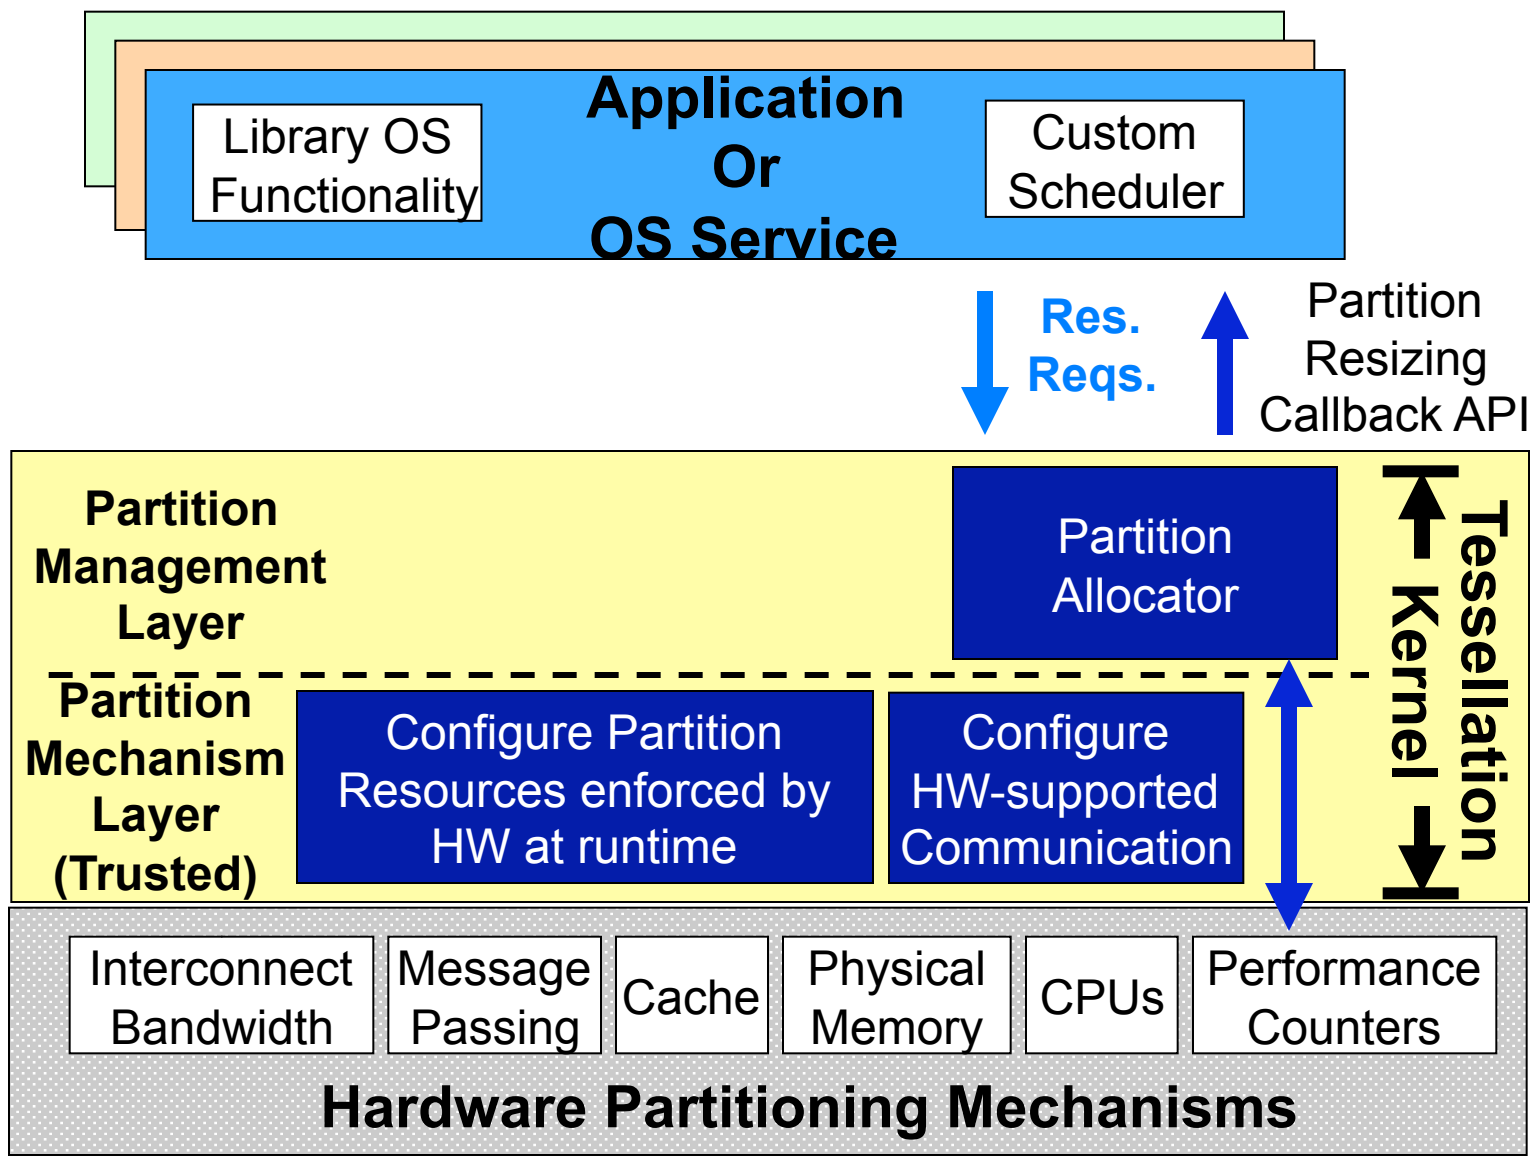 Library OS
Functionality
Application
Or
OS Service
Custom
Scheduler
Res.
Reqs.
Partition
Resizing
Callback API
Partition
Management
Layer
Partition
Allocator
Tessellation
Kernel
Partition
Mechanism
Layer
(Trusted)
Configure Partition
Resources enforced by
HW at runtime
Configure
HW-supported
Communication
Interconnect
Bandwidth
Message
Passing
Cache
Physical
Memory
CPUs
Performance
Counters
Hardware Partitioning Mechanisms